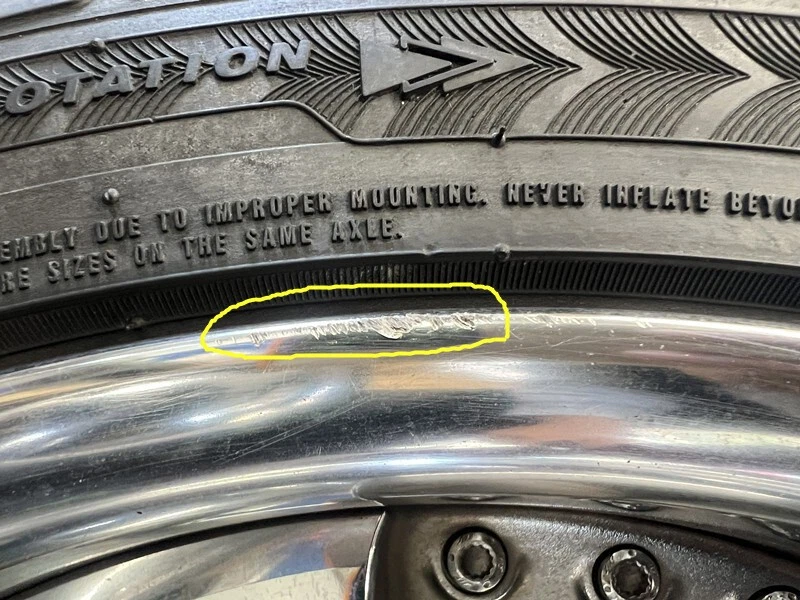 OTATION
EMBLY DUE TO IMPROPER MOUNTING. NEVER INFLATE BEYO
RE SIZES ON THE SAME AXLE.